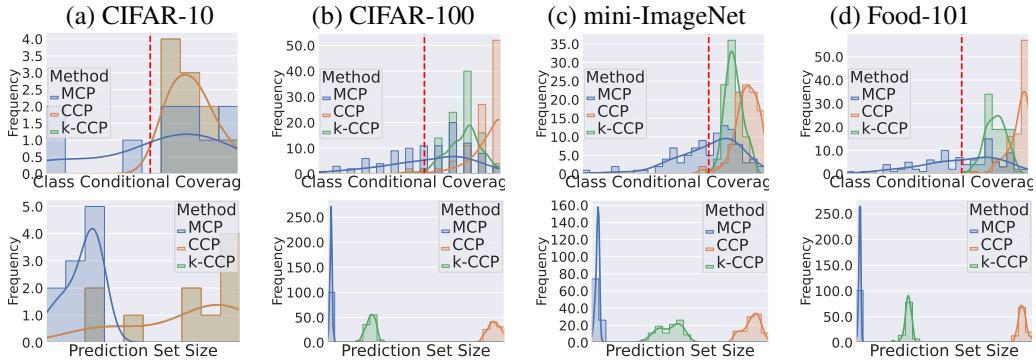 (a) CIFAR-10
(b) CIFAR-100
(c) mini-ImageNet
(d) Food-101
Frequency
4.0
3.5
3.0
2.5
2.0
1.5
1.0
0.5
0.0
Method
MCP
CCP
k-CCP
Class Conditional Coverag
Frequency
50.0
40.0
30.0
20.0
10.0
0.0
Method
MCP
CCP
k-CCP
Class Conditional Coverag
Frequency
35.0
30.0
25.0
20.0
15.0
10.0
5.0
0.0
Method
MCP
CCP
k-CCP
Class Conditional Coverag
Frequency
50.0
40.0
30.0
20.0
10.0
0.0
Method
MCP
CCP
k-CCP
Class Conditional Coverag
Frequency
5.0
4.0
3.0
2.0
1.0
0.0
Method
MCP
CCP
k-CCP
Prediction Set Size
Frequency
250.0
200.0
150.0
100.0
50.0
0.0
Method
MCP
CCP
k-CCP
Prediction Set Size
Frequency
160.0
140.0
120.0
100.0
80.0
60.0
40.0
20.0
0.0
Method
MCP
CCP
k-CCP
Prediction Set Size
Frequency
250.0
200.0
150.0
100.0
50.0
0.0
Method
MCP
CCP
k-CCP
Prediction Set Size